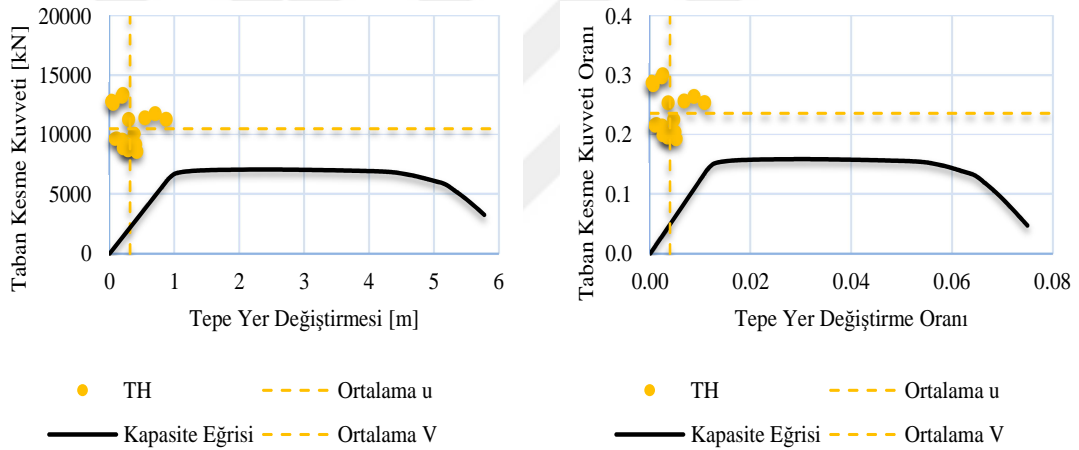 Taban Kesme Kuvveti [kN]
20000
15000
10000
5000
0
0 1 2 3 4 5 6
Tepe Yer Değiştirmesi [m]
TH
Ortalama u
Kapasite Eğrisi
Ortalama V
Taban Kesme Kuvveti Oranı
0.4
0.3
0.2
0.1
0.0
0.00 0.02 0.04 0.06 0.08
Tepe Yer Değiştirme Oranı
TH
Ortalama u
Kapasite Eğrisi
Ortalama V